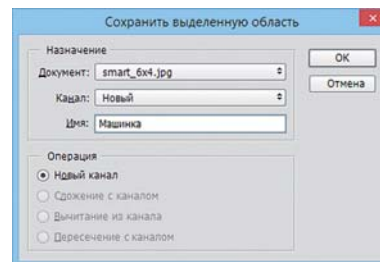 Сохранить выделенную область
Назначение
Документ: smart_6x4.jpg
Канал: Новый
Имя: Машинка
ОК
Отмена
Операция
Новый канал
Сложение с каналом
Вычитание из канала
Пересечение с каналом